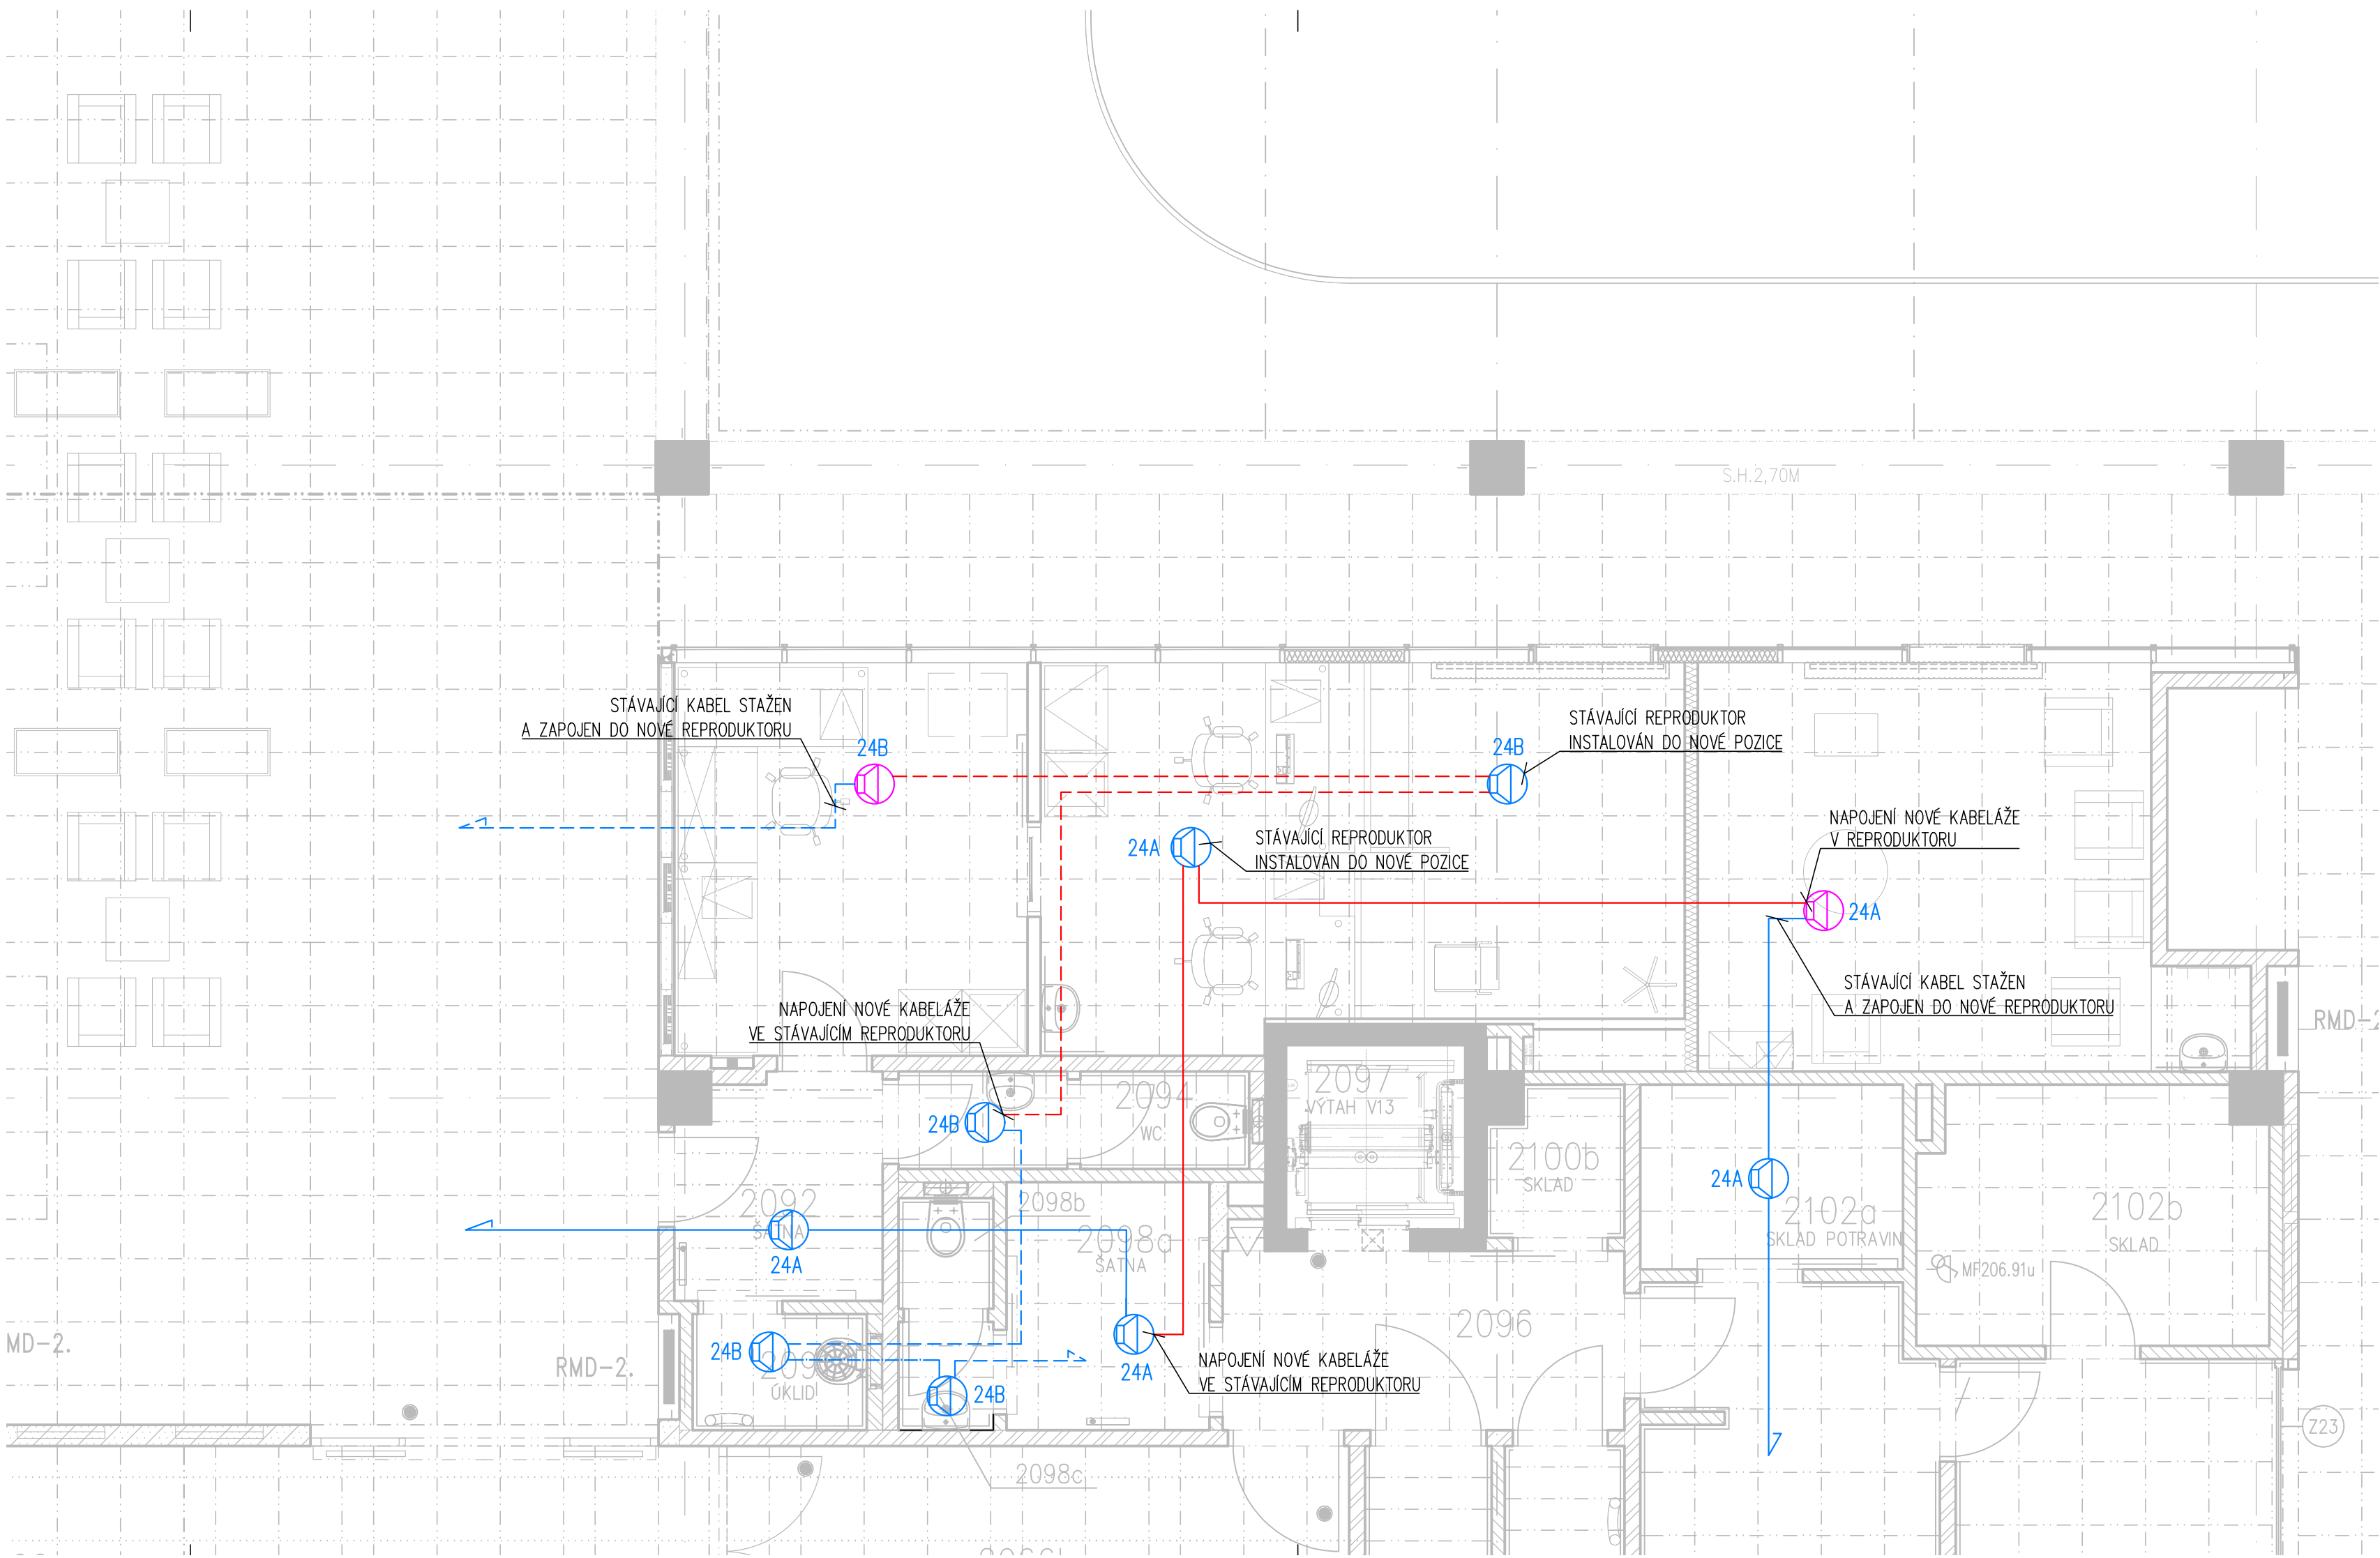 S.H.2,70M
STÁVAJÍCÍ KABEL STAŽEN
A ZAPOJEN DO NOVÉ REPRODUKTORU
24B
24B
STÁVAJÍCÍ REPRODUKTOR
INSTALOVÁN DO NOVÉ POZICE
24A
STÁVAJÍCÍ REPRODUKTOR
INSTALOVÁN DO NOVÉ POZICE
NAPOJENÍ NOVÉ KABELÁŽE
V REPRODUKTORU
24A
STÁVAJÍCÍ KABEL STAŽEN
A ZAPOJEN DO NOVÉ REPRODUKTORU
NAPOJENÍ NOVÉ KABELÁŽE
VE STÁVAJÍCÍM REPRODUKTORU
RMD-2
24B
2094
WC
2097
VÝTAH V13
2100b
SKLAD
24A
2102a
SKLAD POTRAVIN
2102b
SKLAD
MF206.91u
2092
ŠATNA
24A
2098b
2098a
ŠATNA
2096
MD-2.
RMD-2.
24B
ÚKLID
24B
24A
NAPOJENÍ NOVÉ KABELÁŽE
VE STÁVAJÍCÍM REPRODUKTORU
Z23
2098c